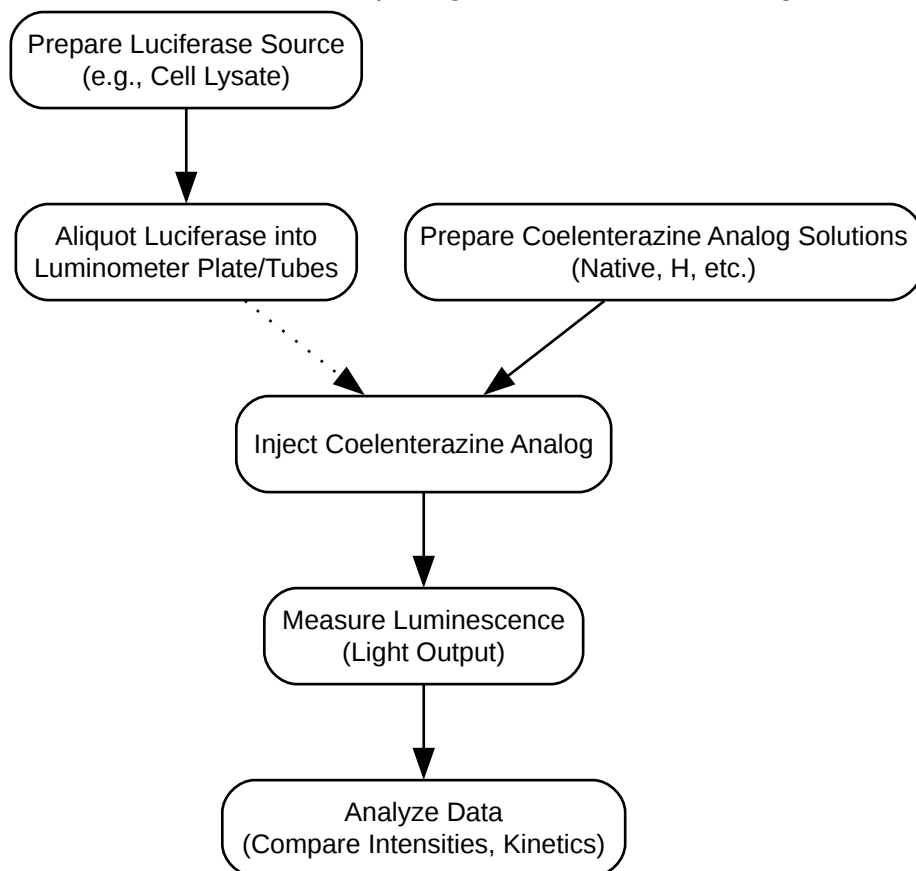 Prepare Luciferase Source
(e.g., Cell Lysate)
Aliquot Luciferase into
Luminometer Plate/Tubes
Prepare Coelenterazine Analog Solutions
(Native, H, etc.)
Inject Coelenterazine Analog
Measure Luminescence
(Light Output)
Analyze Data
(Compare Intensities, Kinetics)